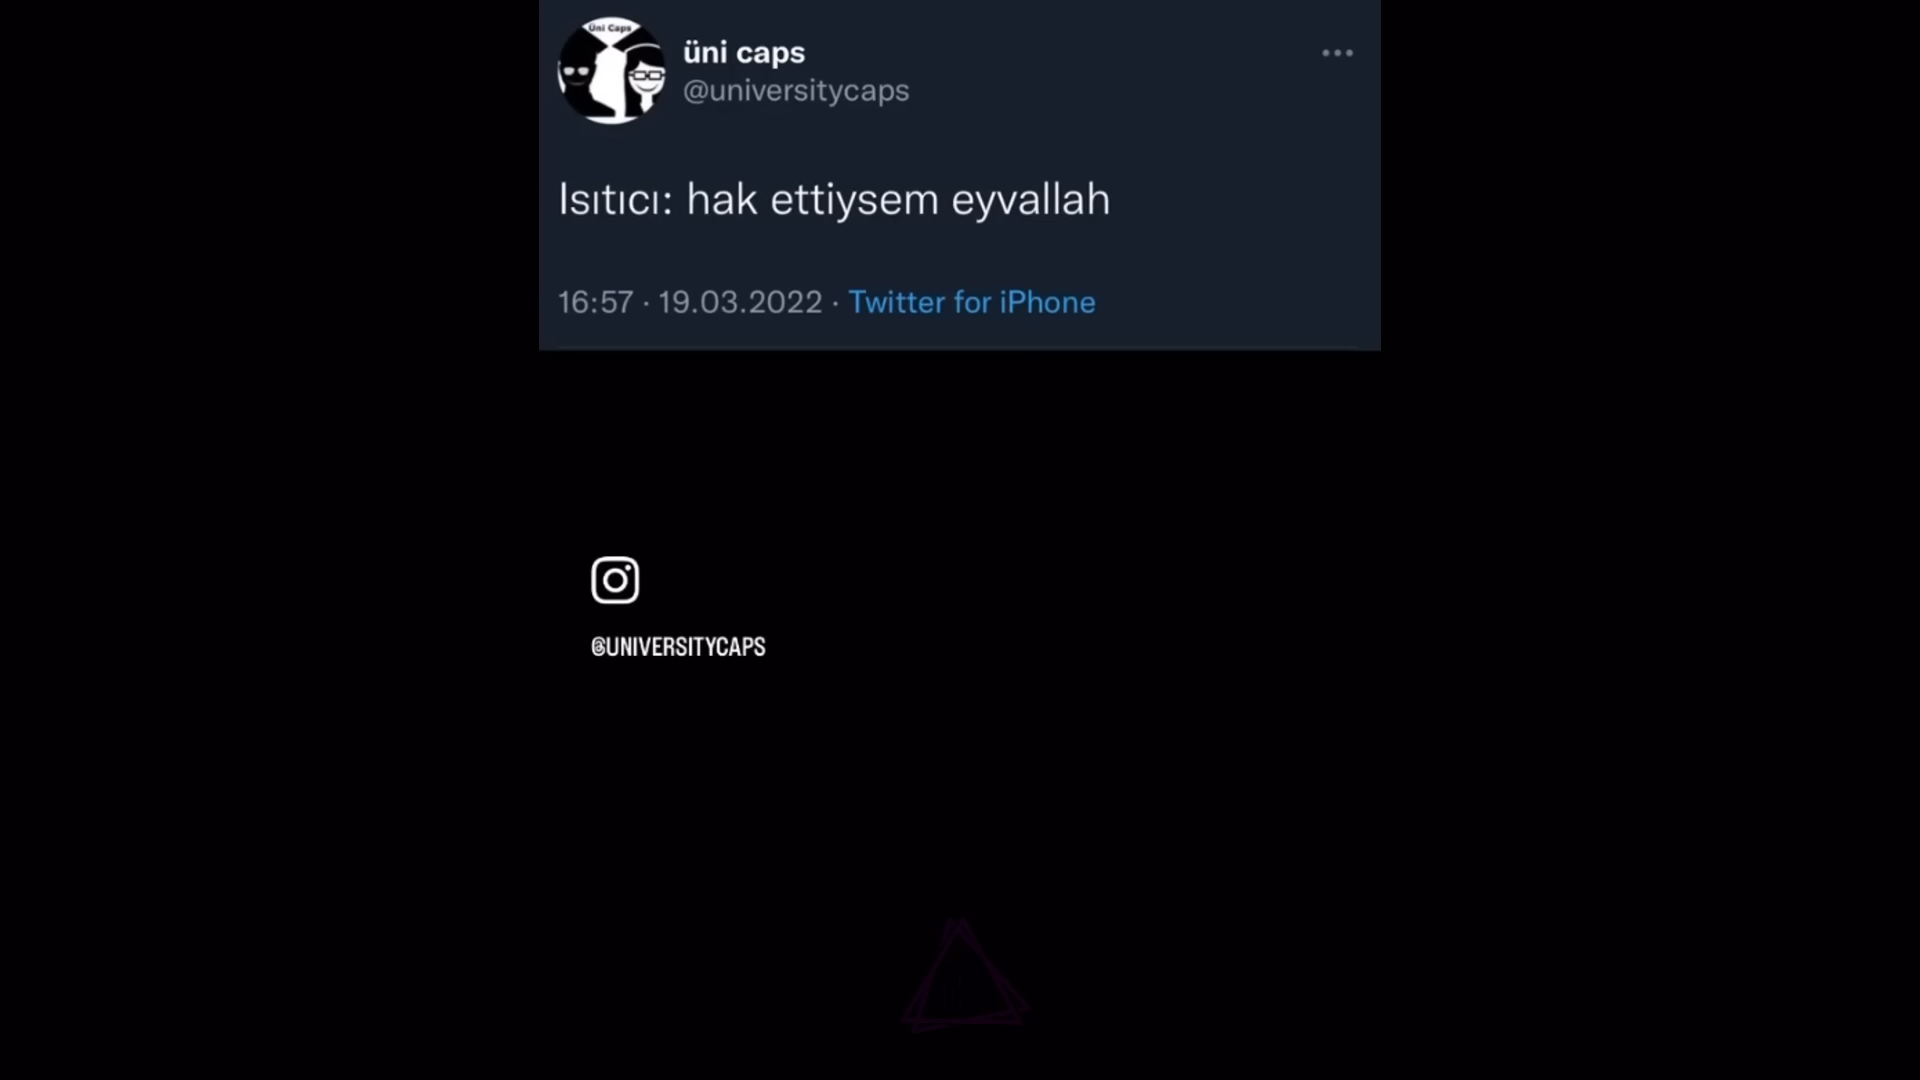 Üni Caps
üni caps
@universitycaps
Isıtıcı: hak ettiysem eyvallah
16:57 · 19.03.2022 · Twitter for iPhone
@UNIVERSITYCAPS